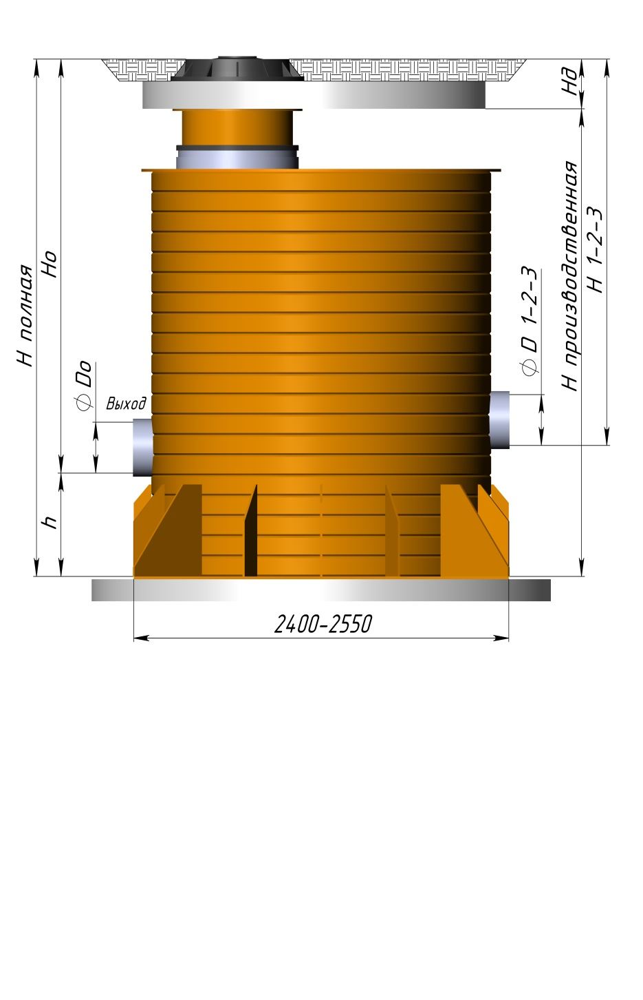 Н полная
Но
h
⌀ Do
Выход
⌀ D 1-2-3
Нд
Н производственная
Н 1-2-3
2400-2550